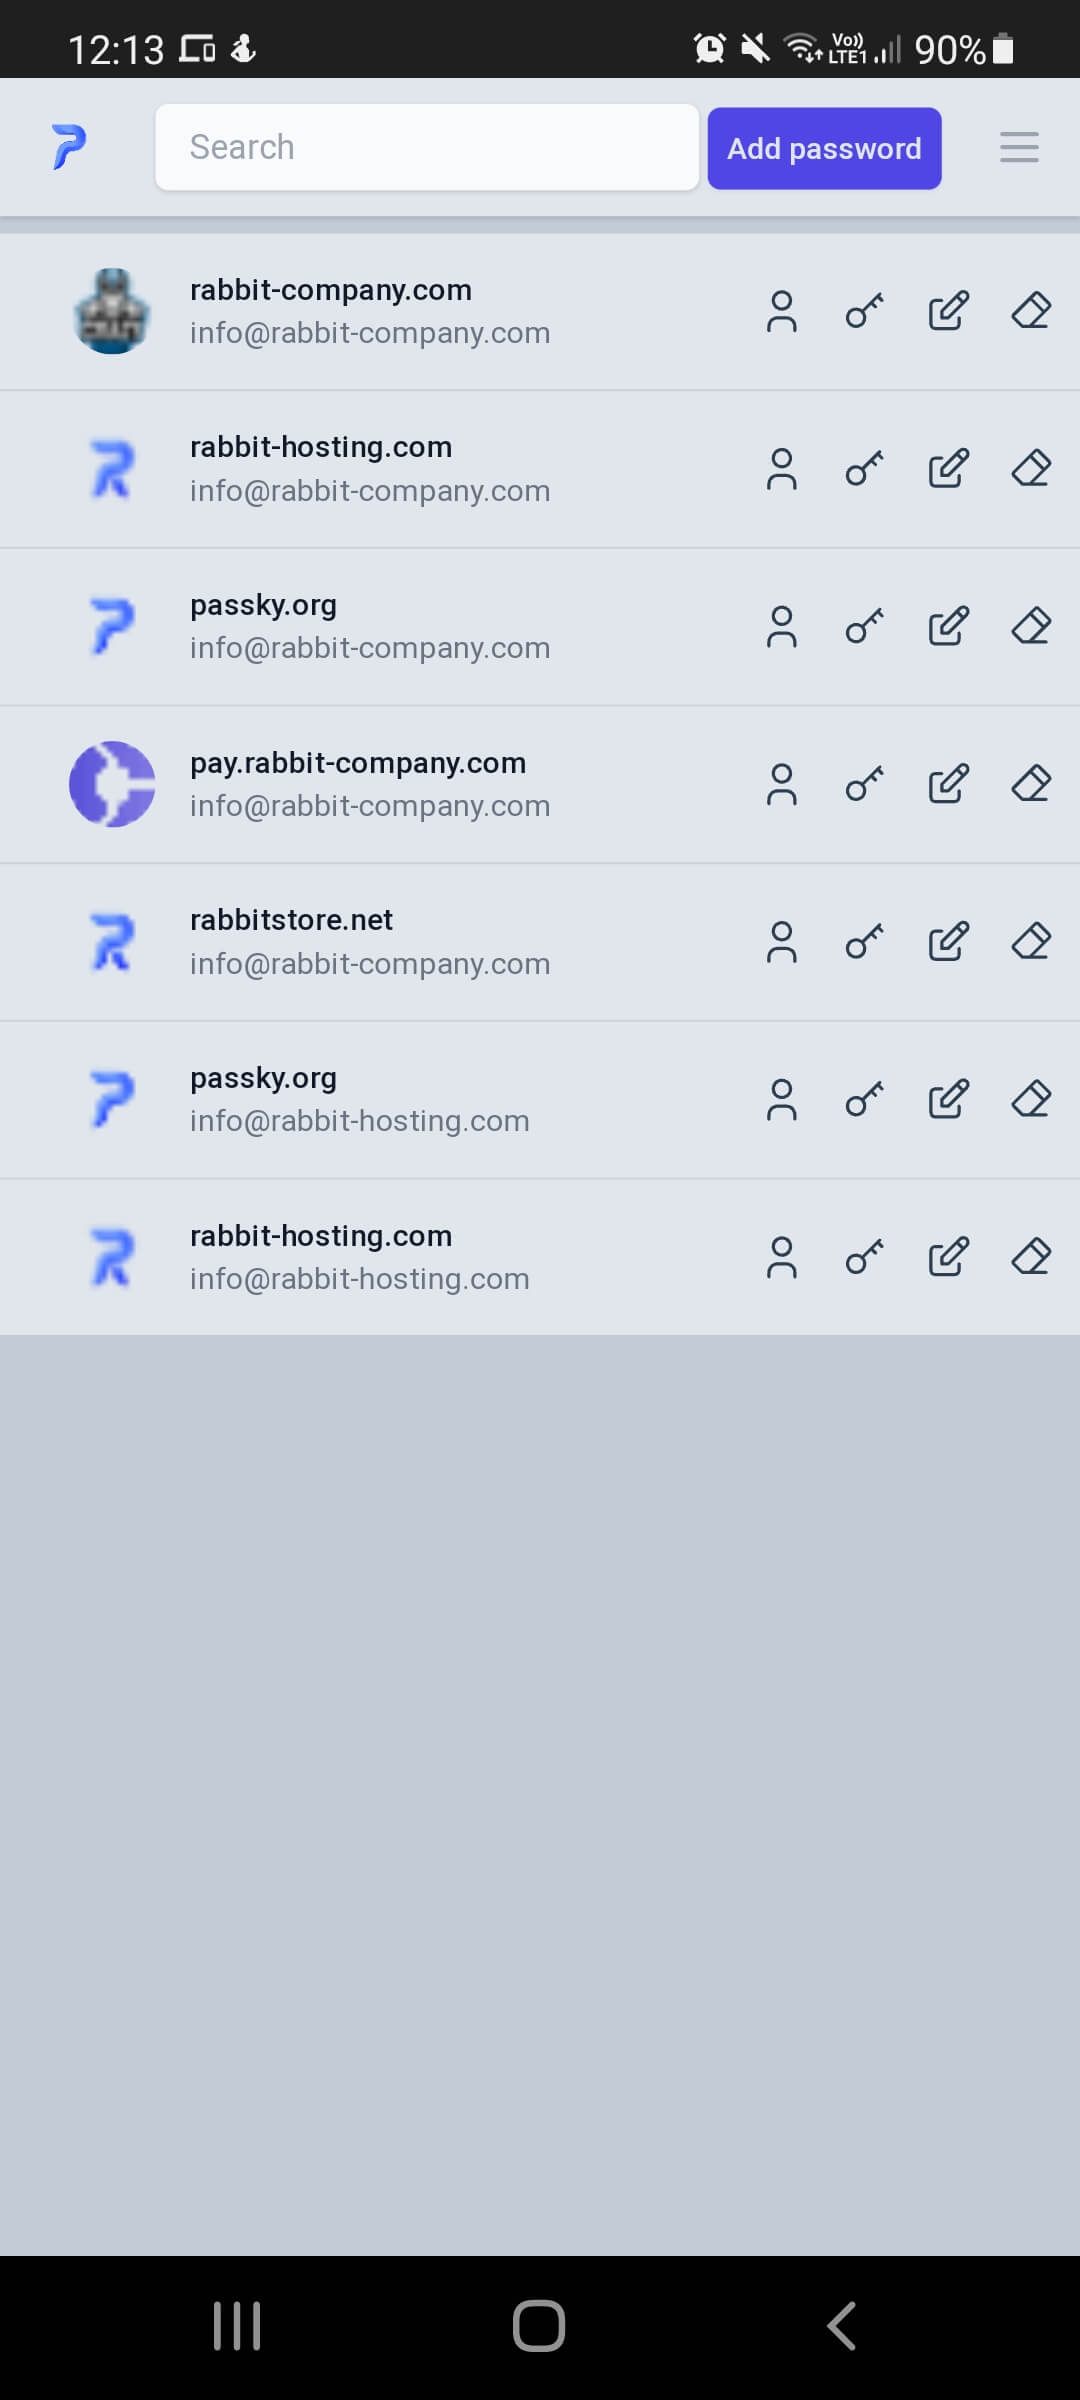 12:13 Vo)) LTE1 90%
Search Add password
rabbit-company.com
info@rabbit-company.com
rabbit-hosting.com
info@rabbit-company.com
passky.org
info@rabbit-company.com
pay.rabbit-company.com
info@rabbit-company.com
rabbitstore.net
info@rabbit-company.com
passky.org
info@rabbit-hosting.com
rabbit-hosting.com
info@rabbit-hosting.com